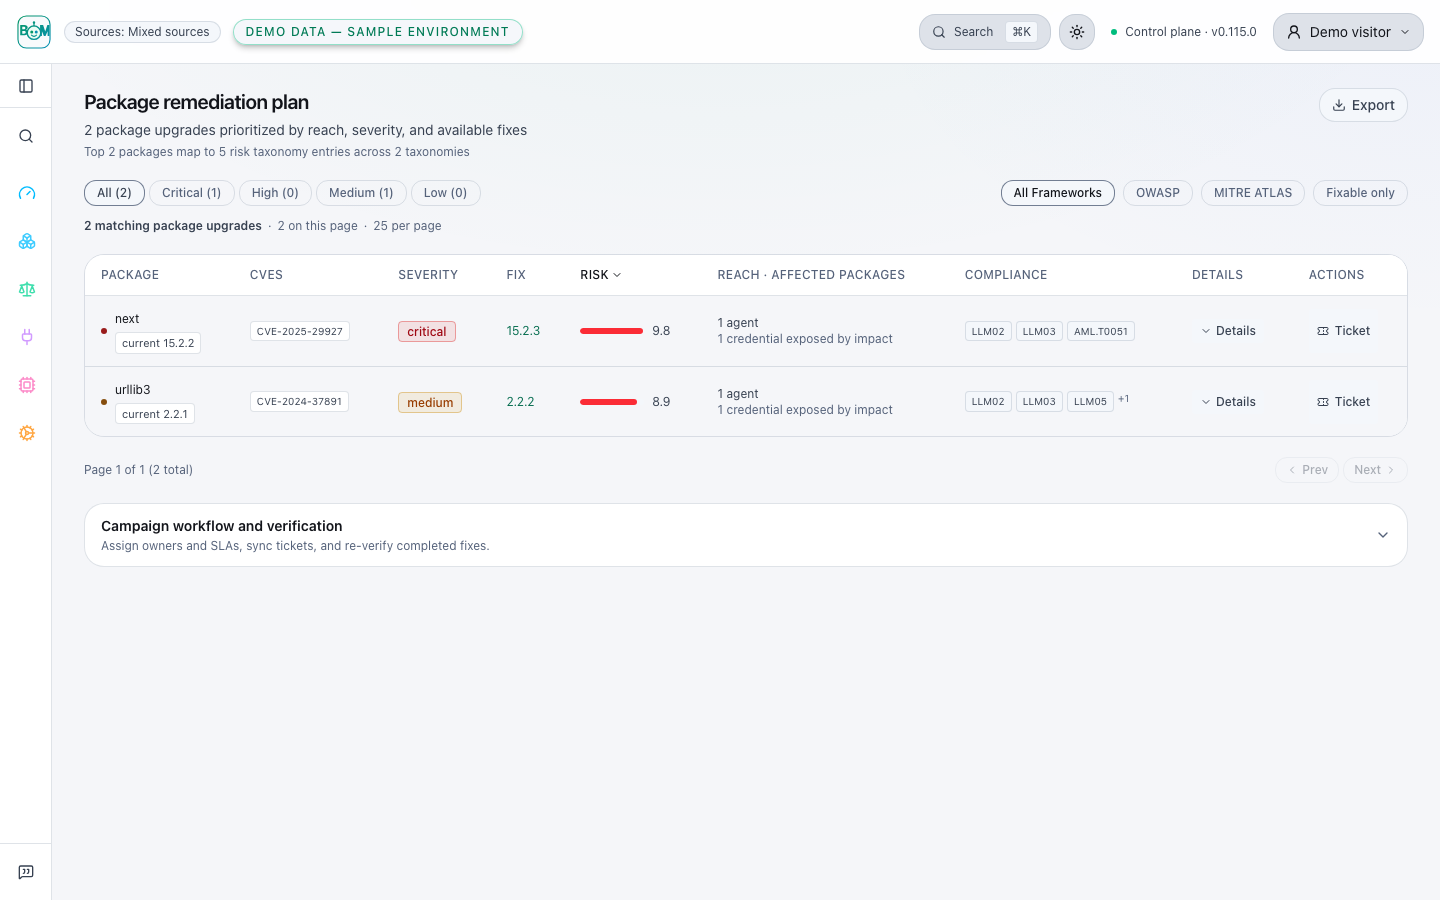 BOM
Sources: Mixed sources
DEMO DATA — SAMPLE ENVIRONMENT
Search ⌘K
Control plane · v0.115.0
Demo visitor
Package remediation plan
Export
2 package upgrades prioritized by reach, severity, and available fixes
Top 2 packages map to 5 risk taxonomy entries across 2 taxonomies
All (2) Critical (1) High (0) Medium (1) Low (0)
All Frameworks OWASP MITRE ATLAS Fixable only
2 matching package upgrades · 2 on this page · 25 per page
PACKAGE CVES SEVERITY FIX RISK REACH · AFFECTED PACKAGES COMPLIANCE DETAILS ACTIONS
next
current 15.2.2
CVE-2025-29927
critical
15.2.3
9.8
1 agent
1 credential exposed by impact
LLM02 LLM03 AML.T0051
Details
Ticket
urllib3
current 2.2.1
CVE-2024-37891
medium
2.2.2
8.9
1 agent
1 credential exposed by impact
LLM02 LLM03 LLM05 +1
Details
Ticket
Page 1 of 1 (2 total)
Prev Next
Campaign workflow and verification
Assign owners and SLAs, sync tickets, and re-verify completed fixes.